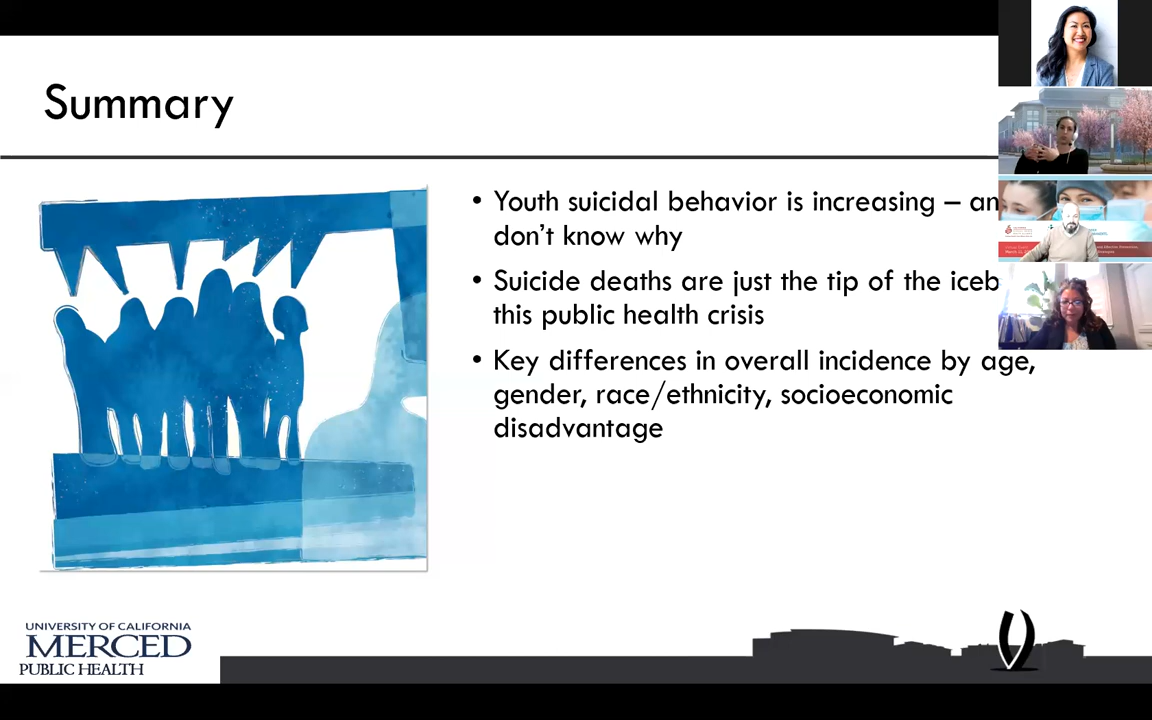 Summary
• Youth suicidal behavior is increasing – an
don’t know why
• Suicide deaths are just the tip of the iceb
this public health crisis
• Key differences in overall incidence by age,
gender, race/ethnicity, socioeconomic
disadvantage
UNIVERSITY OF CALIFORNIA
MERCED
PUBLIC HEALTH